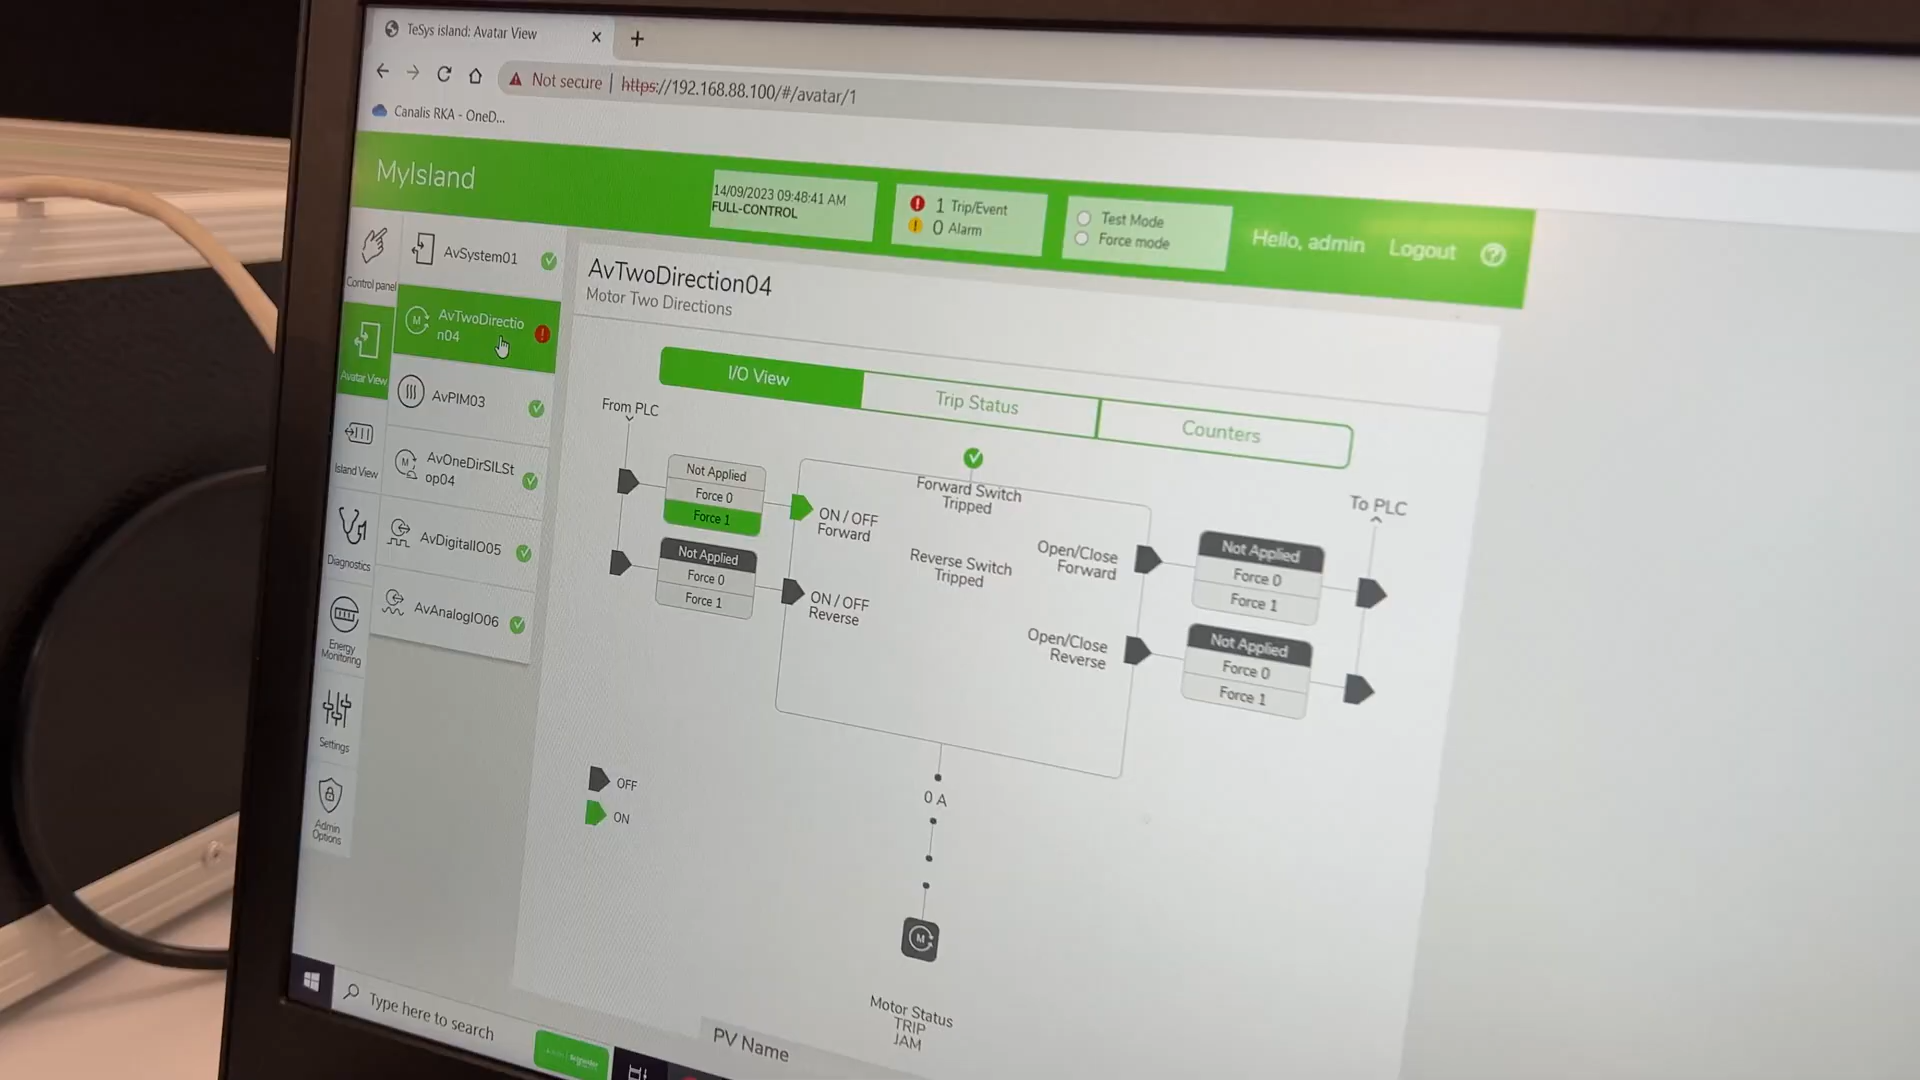 TeSys island: Avatar View
Not secure | https://192.168.88.100/#/avatar/1
Canalis RKA - OneD...
MyIsland
14/09/2023 09:48:41 AM
FULL-CONTROL
1 Trip/Event
0 Alarm
Test Mode
Force mode
Hello, admin
Logout
Control panel
Avatar View
Island View
Diagnostics
Energy
Monitoring
Settings
Admin
Options
AvSystem01
AvTwoDirectio
n04
AvPIM03
AvOneDirSILSt
op04
AvDigitalIO05
AvAnalogIO06
AvTwoDirection04
Motor Two Directions
I/O View
Trip Status
Counters
From PLC
Not Applied
Force 0
Force 1
Not Applied
Force 0
Force 1
ON / OFF
Forward
ON / OFF
Reverse
Forward Switch
Tripped
Reverse Switch
Tripped
Open/Close
Forward
Open/Close
Reverse
To PLC
Not Applied
Force 0
Force 1
Not Applied
Force 0
Force 1
OFF
ON
0 A
M
Motor Status
TRIP
JAM
PV Name
Type here to search